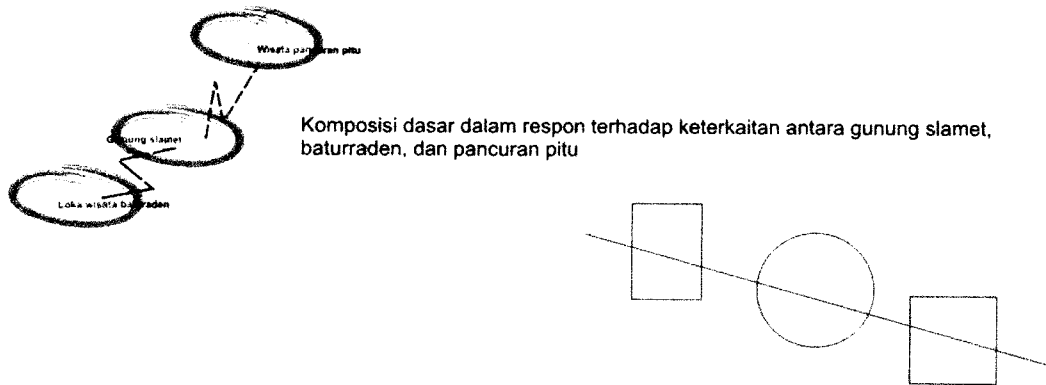 Wisata pancuran pitu
Gunung slamet
Loka wisata baturraden
Komposisi dasar dalam respon terhadap keterkaitan antara gunung slamet,
baturraden, dan pancuran pitu